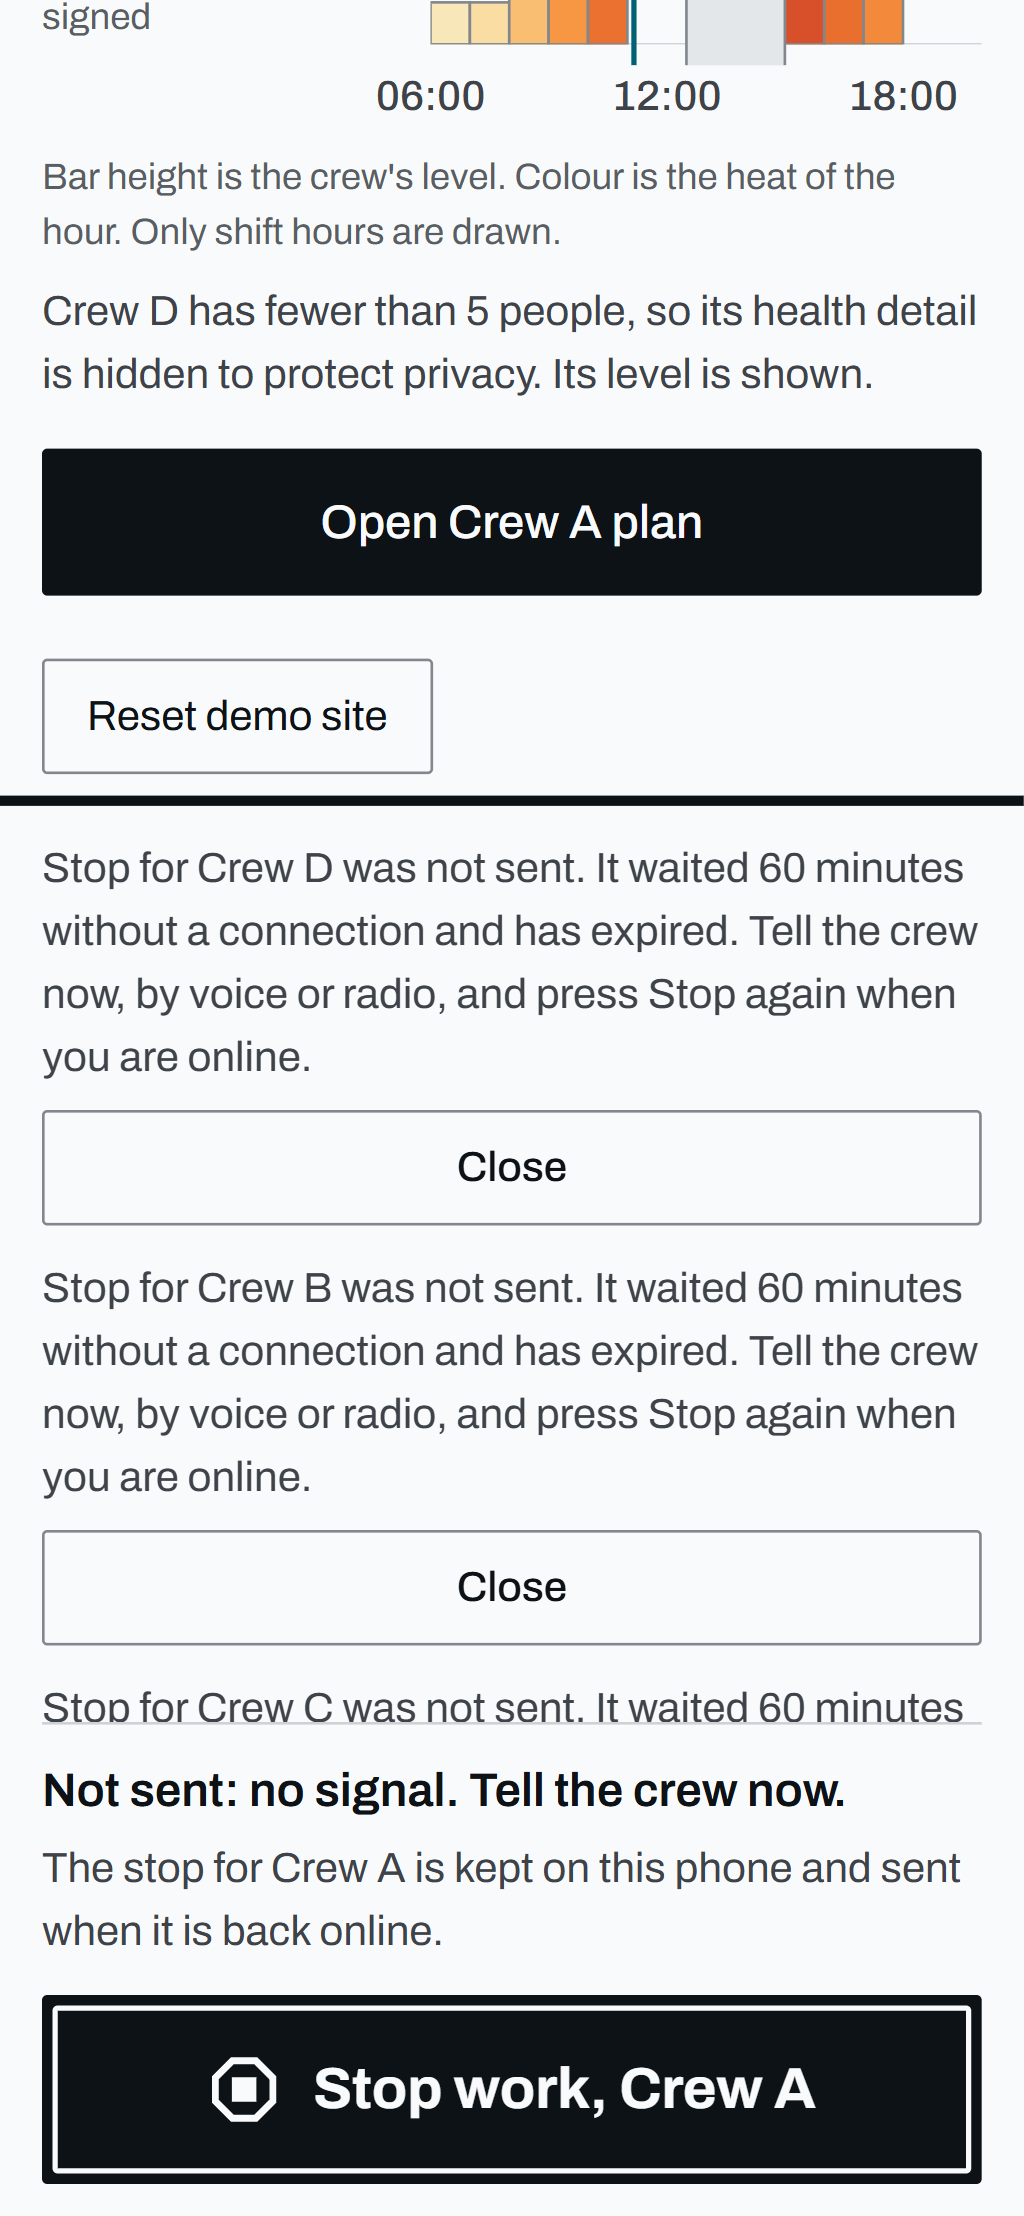 signed
06:00 12:00 18:00
Bar height is the crew's level. Colour is the heat of the
hour. Only shift hours are drawn.
Crew D has fewer than 5 people, so its health detail
is hidden to protect privacy. Its level is shown.
Open Crew A plan
Reset demo site
Stop for Crew D was not sent. It waited 60 minutes
without a connection and has expired. Tell the crew
now, by voice or radio, and press Stop again when
you are online.
Close
Stop for Crew B was not sent. It waited 60 minutes
without a connection and has expired. Tell the crew
now, by voice or radio, and press Stop again when
you are online.
Close
Stop for Crew C was not sent. It waited 60 minutes
Not sent: no signal. Tell the crew now.
The stop for Crew A is kept on this phone and sent
when it is back online.
Stop work, Crew A